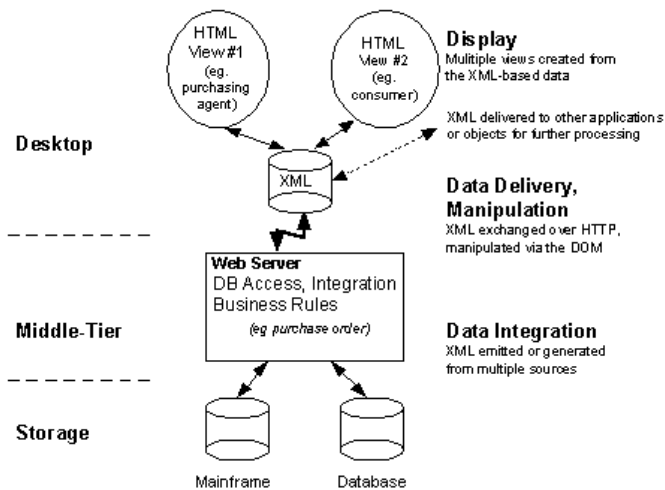 HTML
View #1
(eg.
purchasing
agent)
HTML
View #2
(eg.
consumer)
Display
Multiple views created from
the XML-based data
XML delivered to other applications
or objects for further processing
Desktop
XML
Data Delivery,
Manipulation
XML exchanged over HTTP,
manipulated via the DOM
Web Server
DB Access, Integration
Business Rules
(eg purchase order)
Middle-Tier
Data Integration
XML emitted or generated
from multiple sources
Storage
Mainframe
Database